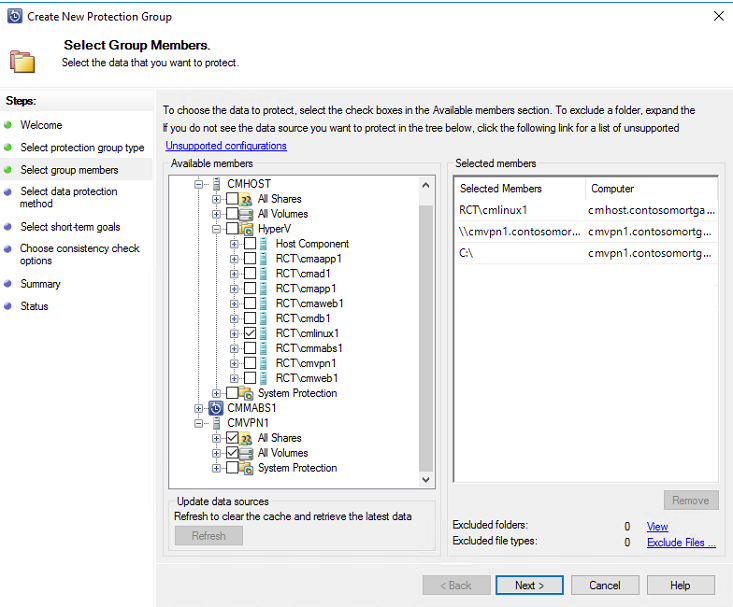 Create New Protection Group
Select Group Members.
Select the data that you want to protect.
Steps:
Welcome
Select protection group type
Select group members
Select data protection
method
Select short-term goals
Choose consistency check
options
Summary
Status
To choose the data to protect, select the check boxes in the Available members section. To exclude a folder, expand the
If you do not see the data source you want to protect in the tree below, click the following link for a list of unsupported
Unsupported configurations
Available members
CMHOST
All Shares
All Volumes
HyperV
Host Component
RCT\cmaapp1
RCT\cmad1
RCT\cmapp1
RCT\cmaweb1
RCT\cmdb1
RCT\cmlinux1
RCT\cmmabs1
RCT\cmvpn1
RCT\cmweb1
System Protection
CMMABS1
CMVPN1
All Shares
All Volumes
System Protection
Update data sources
Refresh to clear the cache and retrieve the latest data
Refresh
Selected members
Selected Members Computer
RCT\cmlinux1 cmhost.contosomortga...
\\cmvpn1.contosomor... cmvpn1.contosomortg...
C:\ cmvpn1.contosomortg...
Remove
Excluded folders: 0 View
Excluded file types: 0 Exclude Files ...
< Back Next > Cancel Help